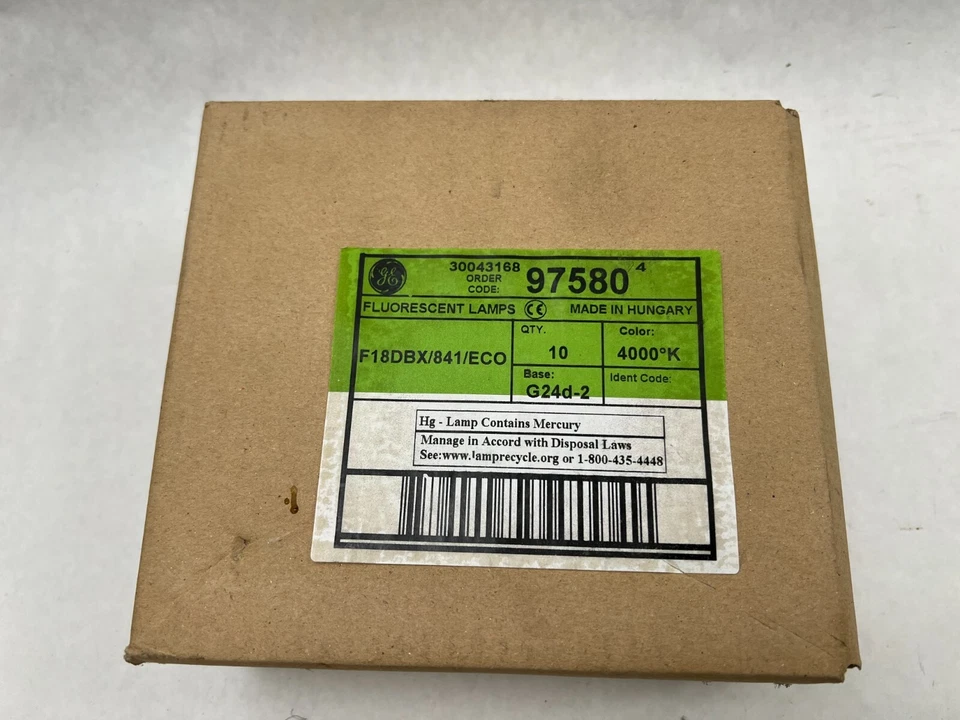 GE
30043168
ORDER CODE: 97580 4
FLUORESCENT LAMPS CE MADE IN HUNGARY
F18DBX/841/ECO
QTY.
10
Color:
4000°K
Base:
G24d-2
Ident Code:
Hg - Lamp Contains Mercury
Manage in Accord with Disposal Laws
See:www.lamprecycle.org or 1-800-435-4448